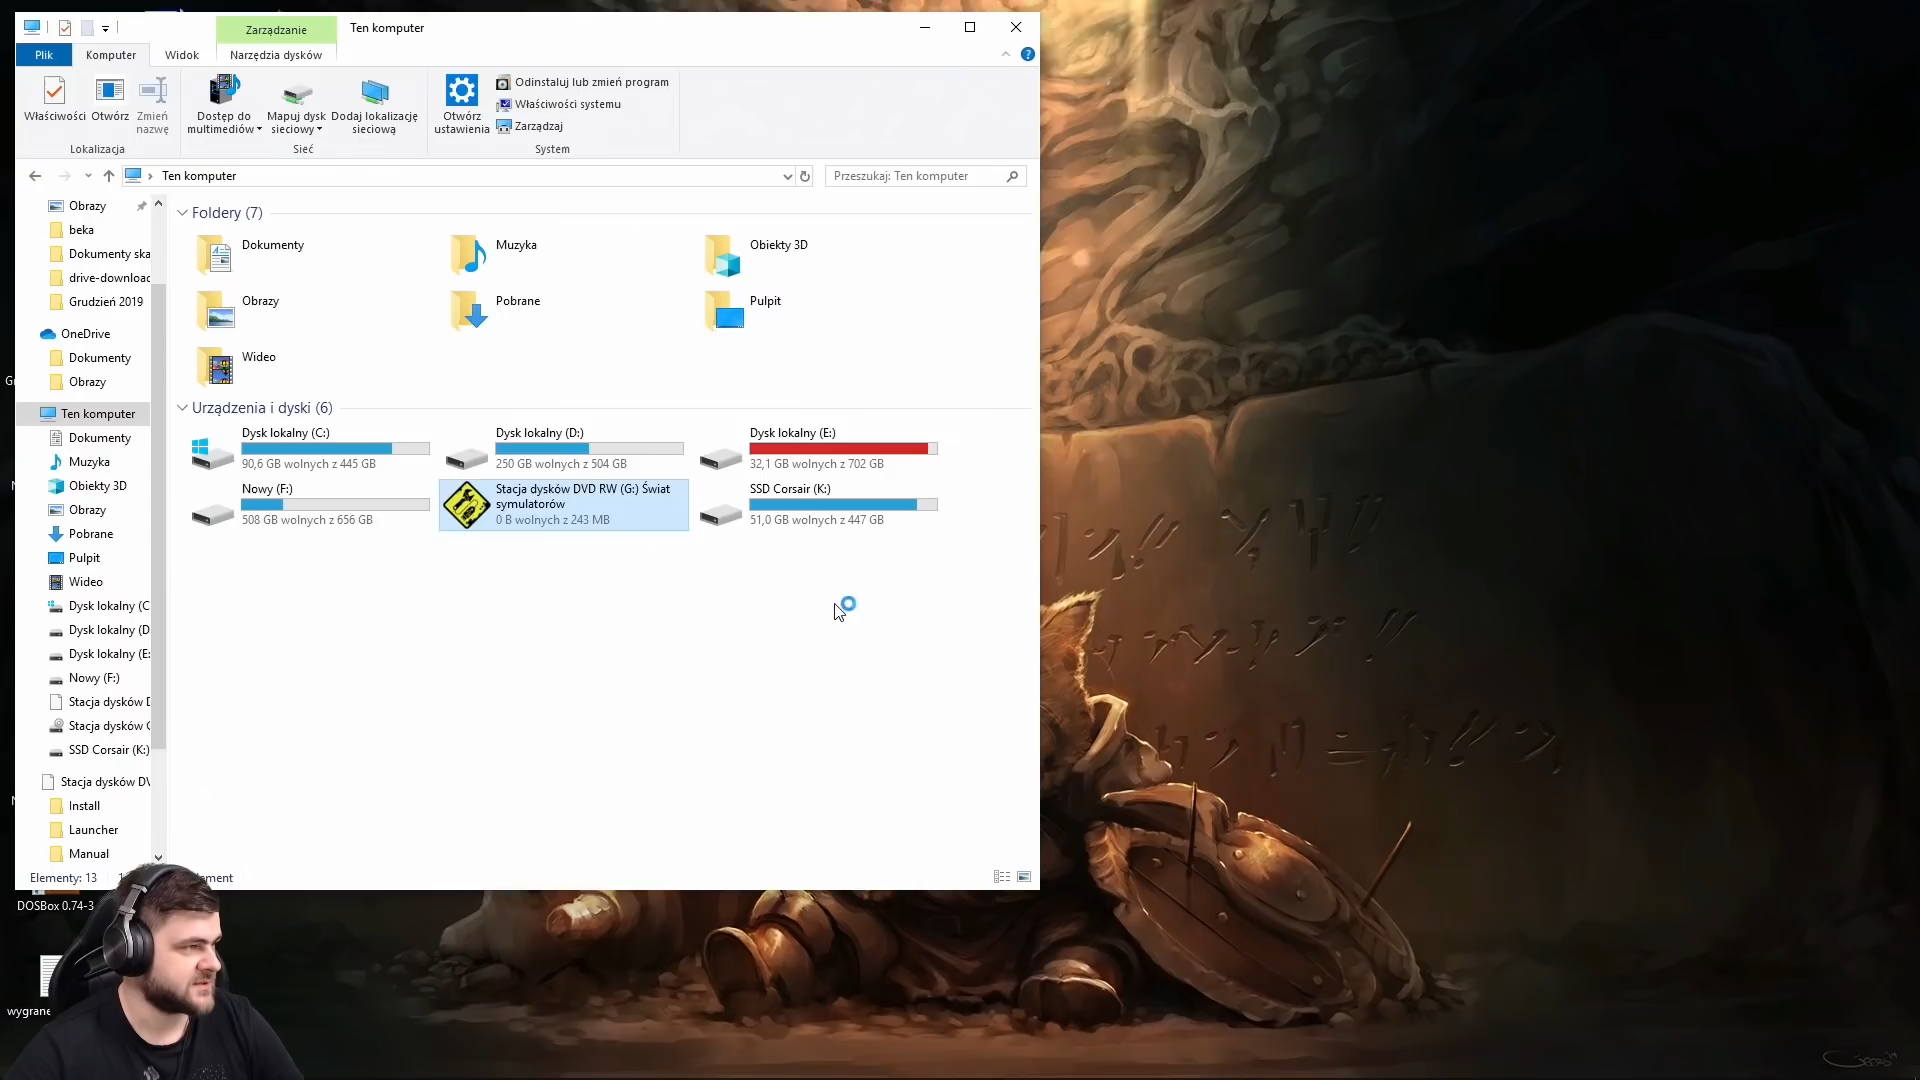 Zarządzanie
Ten komputer
Plik
Komputer
Widok
Narzędzia dysków
Właściwości
Otwórz
Zmień
nazwę
Lokalizacja
Dostęp do
multimediów
Mapuj dysk
sieciowy
Dodaj lokalizację
sieciową
Sieć
Otwórz
ustawienia
Odinstaluj lub zmień program
Właściwości systemu
Zarządzaj
System
Ten komputer
Przeszukaj: Ten komputer
Obrazy
beka
Dokumenty ska
drive-downloac
Grudzień 2019
OneDrive
Dokumenty
Obrazy
Ten komputer
Dokumenty
Muzyka
Obiekty 3D
Obrazy
Pobrane
Pulpit
Wideo
Dysk lokalny (C
Dysk lokalny (D
Dysk lokalny (E:
Nowy (F:)
Stacja dysków D
Stacja dysków (
SSD Corsair (K:)
Stacja dysków DV
Install
Launcher
Manual
Foldery (7)
Dokumenty
Muzyka
Obiekty 3D
Obrazy
Pobrane
Pulpit
Wideo
Urządzenia i dyski (6)
Dysk lokalny (C:)
90,6 GB wolnych z 445 GB
Dysk lokalny (D:)
250 GB wolnych z 504 GB
Dysk lokalny (E:)
32,1 GB wolnych z 702 GB
Nowy (F:)
508 GB wolnych z 656 GB
Stacja dysków DVD RW (G:) Świat
symulatorów
0 B wolnych z 243 MB
SSD Corsair (K:)
51,0 GB wolnych z 447 GB
Elementy: 13
ement
DOSBox 0.74-3
wygrane